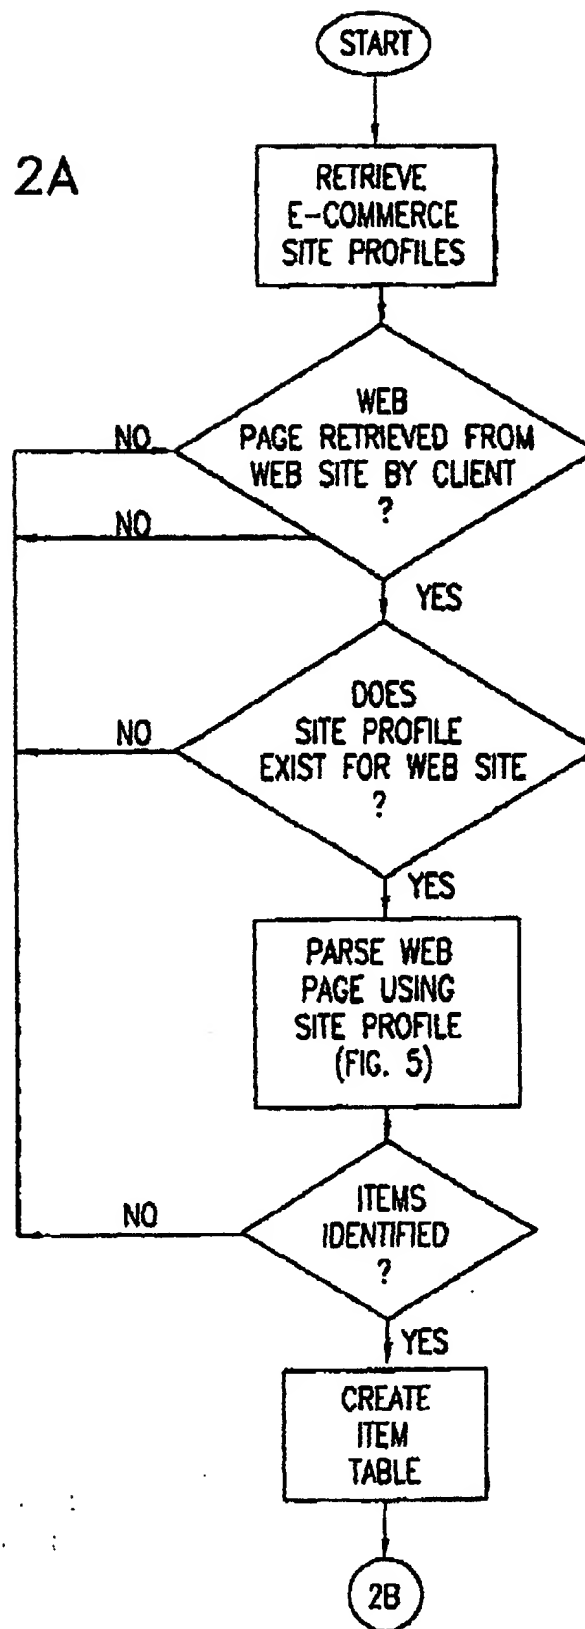 START
2A
RETRIEVE
E-COMMERCE
SITE PROFILES
WEB
PAGE RETRIEVED FROM
WEB SITE BY CLIENT
?
NO
NO
YES
DOES
SITE PROFILE
EXIST FOR WEB SITE
?
NO
YES
PARSE WEB
PAGE USING
SITE PROFILE
(FIG. 5)
ITEMS
IDENTIFIED
?
NO
YES
CREATE
ITEM
TABLE
2B